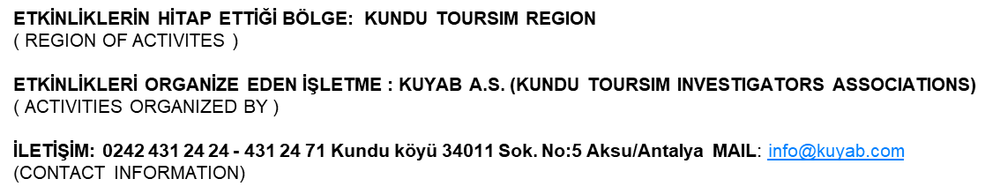 ETKİNLİKLERİN HİTAP ETTİĞİ BÖLGE: KUNDU TOURSIM REGION
( REGION OF ACTIVITES )
ETKİNLİKLERİ ORGANİZE EDEN İŞLETME : KUYAB A.S. (KUNDU TOURSIM INVESTIGATORS ASSOCIATIONS)
( ACTIVITIES ORGANIZED BY )
İLETİŞİM: 0242 431 24 24 - 431 24 71 Kundu köyü 34011 Sok. No:5 Aksu/Antalya MAIL: info@kuyab.com
(CONTACT INFORMATION)